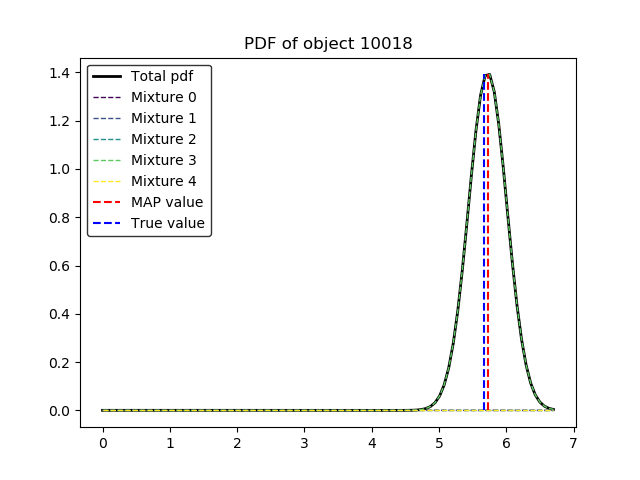 PDF of object 10018
Total pdf
Mixture 0
Mixture 1
Mixture 2
Mixture 3
Mixture 4
MAP value
True value
1.4
1.2
1.0
0.8
0.6
0.4
0.2
0.0
0 1 2 3 4 5 6 7